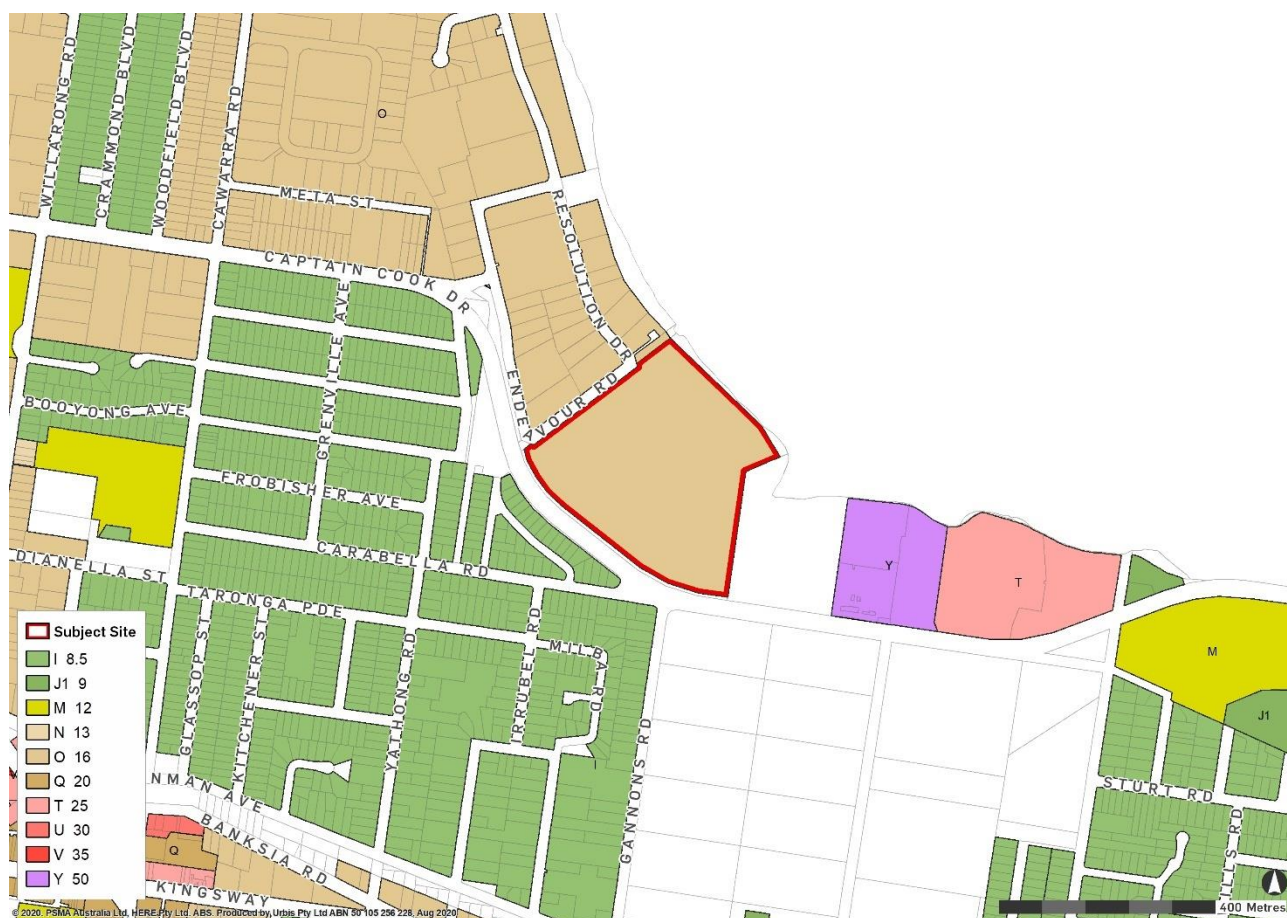 WILLARONG RD
CRAMMOND BLVD
WOODFIELD BLVD
CAWARRA RD
O
META ST
RESOLUTION DR
CAPTAIN COOK DR
GRENVILLE AVE
ENDEAVOUR RD
BOOYONG AVE
FROBISHER AVE
CARABELLA RD
DIANELLA ST
TARONGA PDE
Y
T
M
J1
GLASSOP ST
KITCHENER ST
YATHONG RD
IRRUBEL RD
MILBA RD
I
GANNONS RD
STURT RD
NMAN AVE
BANKSIA RD
Q
KINGSWAY
Subject Site
I 8.5
J1 9
M 12
N 13
O 16
Q 20
T 25
U 30
V 35
Y 50
400 Metres
© 2020. PSMA Australia Ltd, HERE Pty Ltd. ABS. Produced by Urbis Pty Ltd ABN 50 105 256 228, Aug 2020